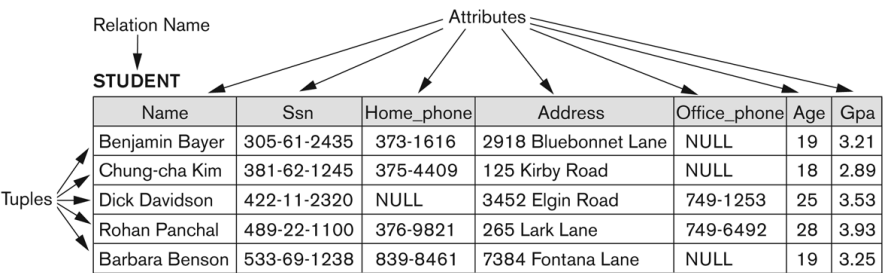 Attributes
Relation Name
STUDENT
Name Ssn Home_phone Address Office_phone Age Gpa
Benjamin Bayer 305-61-2435 373-1616 2918 Bluebonnet Lane NULL 19 3.21
Chung-cha Kim 381-62-1245 375-4409 125 Kirby Road NULL 18 2.89
Tuples Dick Davidson 422-11-2320 NULL 3452 Elgin Road 749-1253 25 3.53
Rohan Panchal 489-22-1100 376-9821 265 Lark Lane 749-6492 28 3.93
Barbara Benson 533-69-1238 839-8461 7384 Fontana Lane NULL 19 3.25